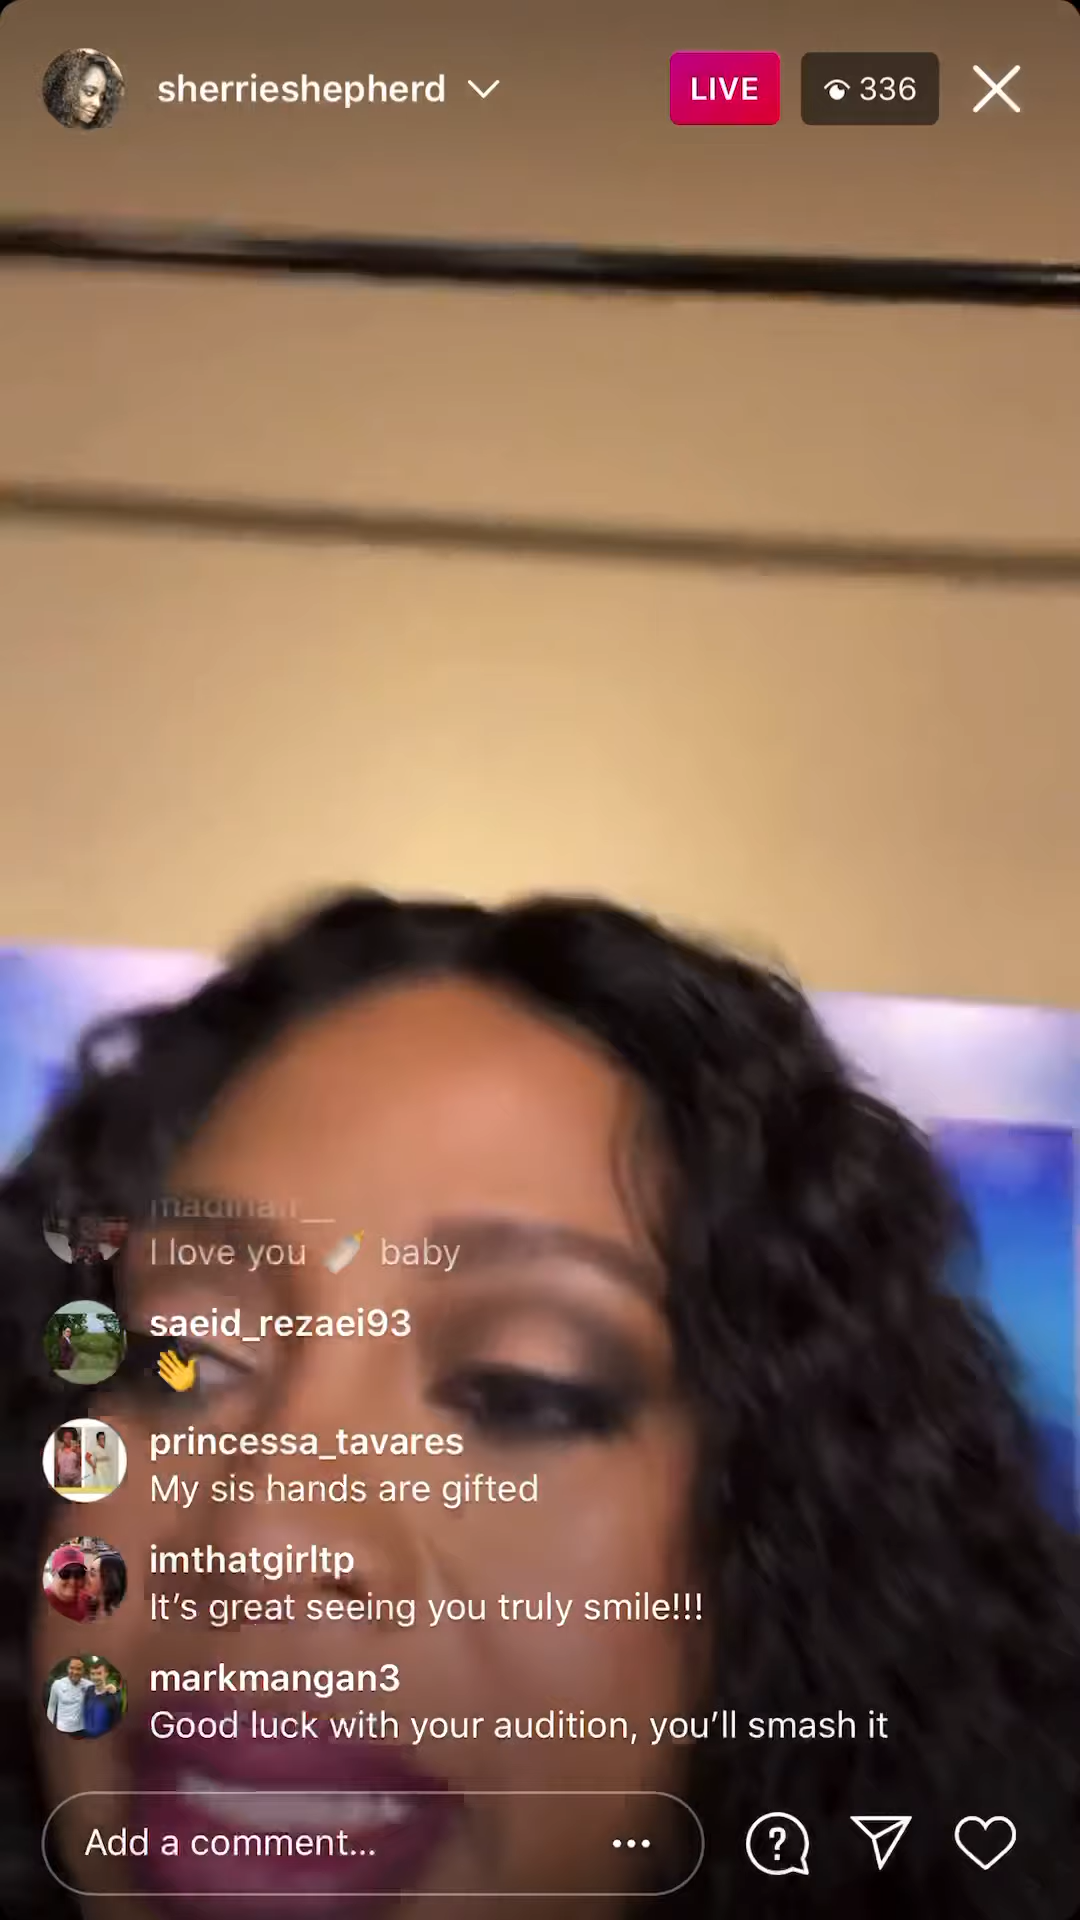 sherrieshepherd
LIVE
336
I love you 🍼 baby
saeid_rezaei93
👋
princessa_tavares
My sis hands are gifted
imthatgirltp
It’s great seeing you truly smile!!!
markmangan3
Good luck with your audition, you’ll smash it
Add a comment...